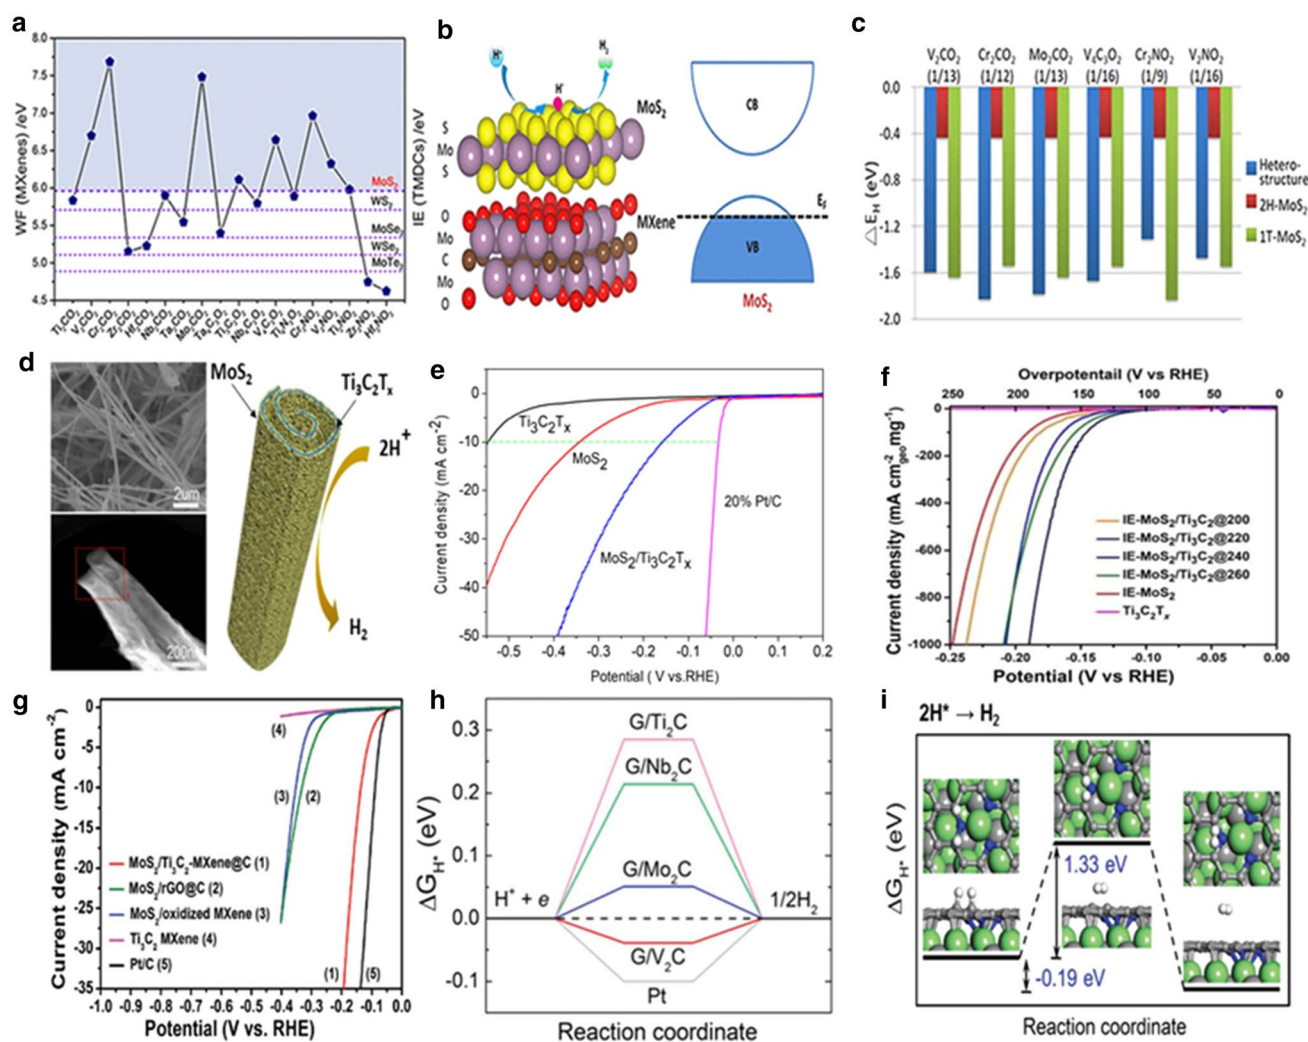 a
8.0
7.5
7.0
6.5
6.0
5.5
5.0
4.5
WF (MXenes) /eV
IE (TMDCs) /eV
MoS₂
WS₂
MoSe₂
WSe₂
MoTe₂
Ti₂CO₂
V₂CO₂
Cr₂CO₂
Zr₂CO₂
Hf₂CO₂
Nb₂CO₂
Ta₂CO₂
Mo₂CO₂
Ta₄C₃O₂
Ti₃C₂O₂
Nb₄C₃O₂
V₄C₃O₂
Ti₄N₃O₂
Cr₂NO₂
V₂NO₂
Ti₂NO₂
Zr₂NO₂
Hf₂NO₂
b
H⁺
H₂
H*
MoS₂
S
Mo
S
MXene
O
Mo
C
Mo
O
CB
E_f
VB
MoS₂
c
V₂CO₂ Cr₂CO₂ Mo₂CO₂ V₄C₃O₂ Cr₂NO₂ V₂NO₂
(1/13) (1/12) (1/13) (1/16) (1/9) (1/16)
0.0
-0.4
-0.8
-1.2
-1.6
-2.0
△E_H (eV)
Hetero-
structure
2H-MoS₂
1T-MoS₂
d
2um
200n
MoS₂
Ti₃C₂Tₓ
2H⁺
H₂
e
0
-10
-20
-30
-40
-50
Current density (mA cm⁻²)
Ti₃C₂Tₓ
MoS₂
20% Pt/C
MoS₂/Ti₃C₂Tₓ
-0.5 -0.4 -0.3 -0.2 -0.1 0.0 0.1 0.2
Potential ( V vs.RHE)
f
Overpotentail (V vs RHE)
250 200 150 100 50 0
0
-200
-400
-600
-800
-1000
Current density (mA cm⁻²_geo mg⁻¹)
IE-MoS₂/Ti₃C₂@200
IE-MoS₂/Ti₃C₂@220
IE-MoS₂/Ti₃C₂@240
IE-MoS₂/Ti₃C₂@260
IE-MoS₂
Ti₃C₂Tₓ
-0.25 -0.20 -0.15 -0.10 -0.05 0.00
Potential (V vs RHE)
g
0
-5
-10
-15
-20
-25
-30
-35
Current density (mA cm⁻²)
(4)
(3) (2)
MoS₂/Ti₃C₂-MXene@C (1)
MoS₂/rGO@C (2)
MoS₂/oxidized MXene (3)
Ti₃C₂ MXene (4)
Pt/C (5)
(1) (5)
-1.0 -0.9 -0.8 -0.7 -0.6 -0.5 -0.4 -0.3 -0.2 -0.1 0.0
Potential (V vs. RHE)
h
0.3
0.2
0.1
0.0
-0.1
ΔG_H* (eV)
G/Ti₂C
G/Nb₂C
G/Mo₂C
H⁺ + e
1/2H₂
G/V₂C
Pt
Reaction coordinate
i
2H* → H₂
ΔG_H* (eV)
1.33 eV
-0.19 eV
Reaction coordinate